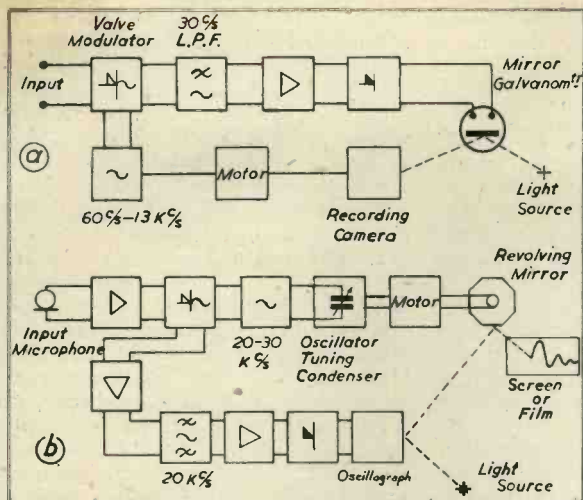 Valve
Modulator
30 C/s
L.P.F.
Input
Mirror
Galvanomtr
a
Motor
60 C/s–13 KC/s
Recording
Camera
Light
Source
Revolving
Mirror
Motor
Input
Microphone
20-30
KC/s
Oscillator
Tuning
Condenser
Screen
or
Film
b
20 KC/s
Oscillograph
Light
Source